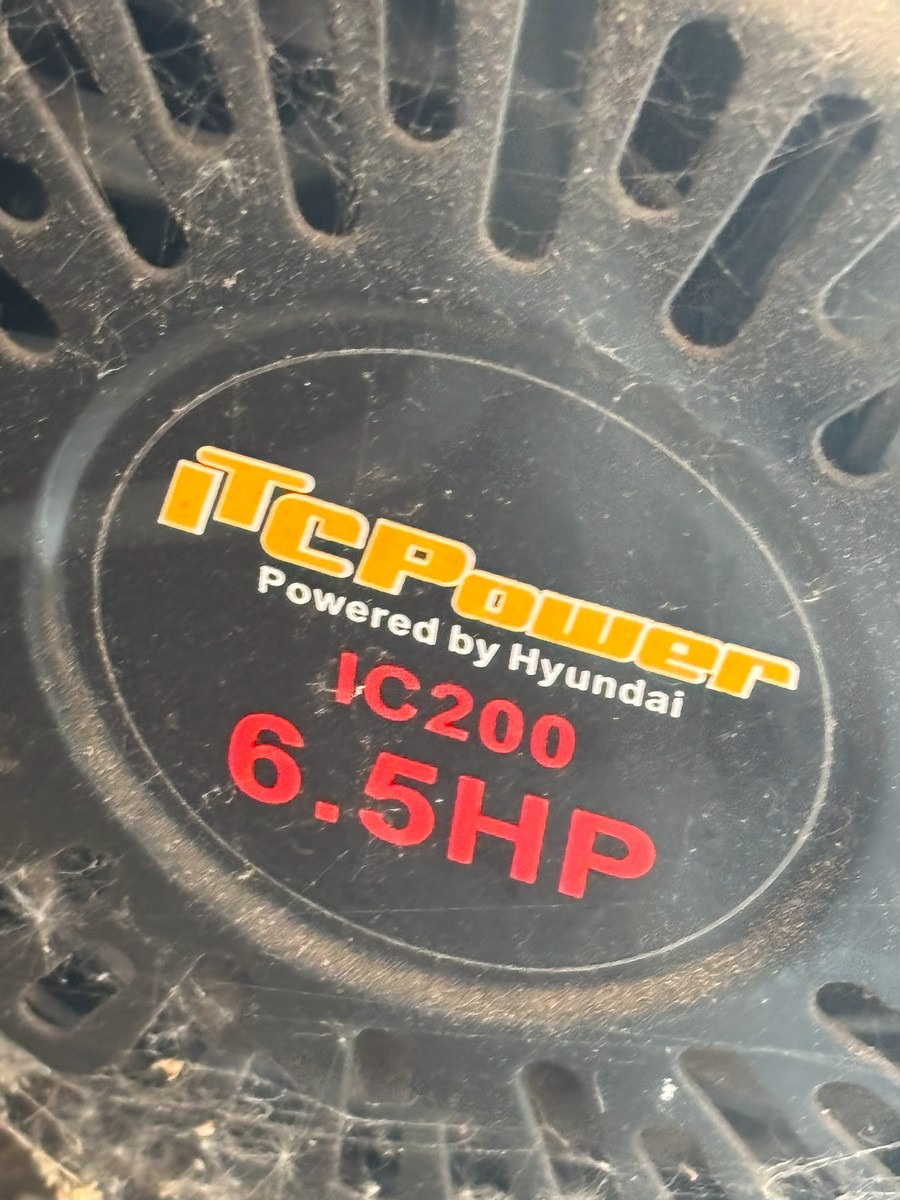 iTCPower
Powered by Hyundai
IC200
6.5HP